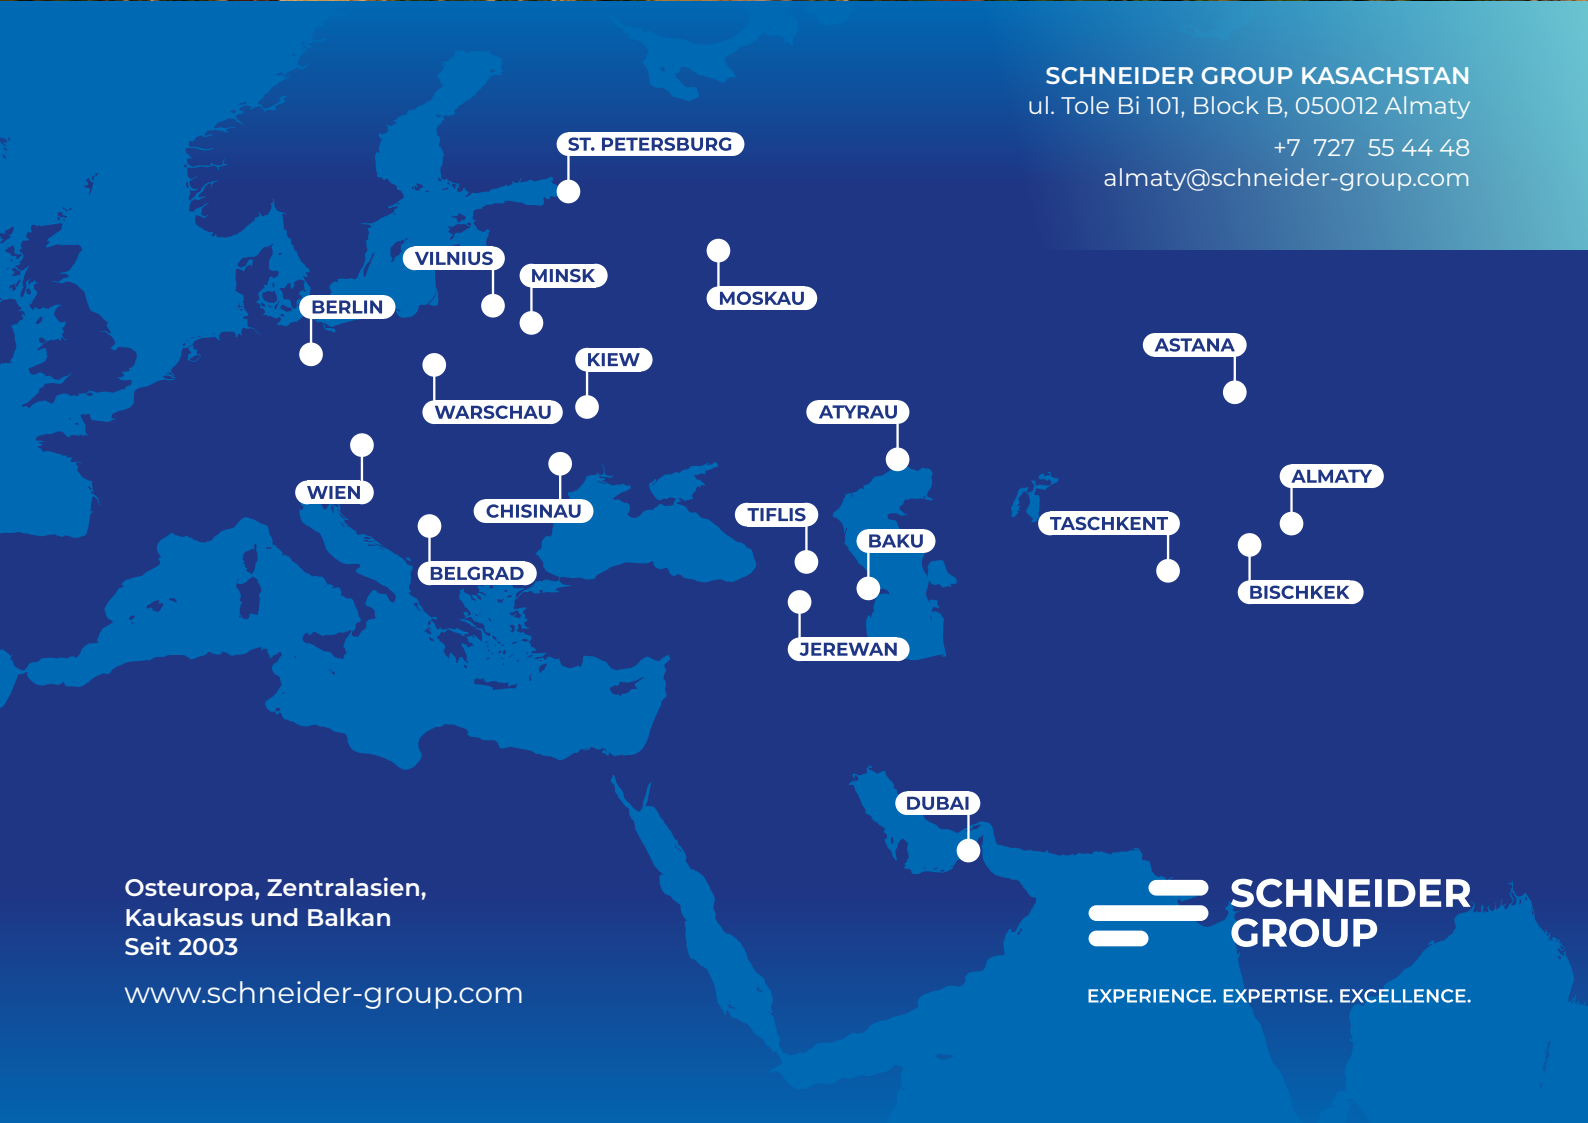 SCHNEIDER GROUP KASACHSTAN
ul. Tole Bi 101, Block B, 050012 Almaty
+7 727 55 44 48
almaty@schneider-group.com
ST. PETERSBURG
VILNIUS
MINSK
MOSKAU
BERLIN
ASTANA
KIEW
WARSCHAU
ATYRAU
ALMATY
WIEN
CHISINAU
TIFLIS
TASCHKENT
BAKU
BELGRAD
BISCHKEK
JEREWAN
DUBAI
Osteuropa, Zentralasien,
Kaukasus und Balkan
Seit 2003
www.schneider-group.com
SCHNEIDER
GROUP
EXPERIENCE. EXPERTISE. EXCELLENCE.